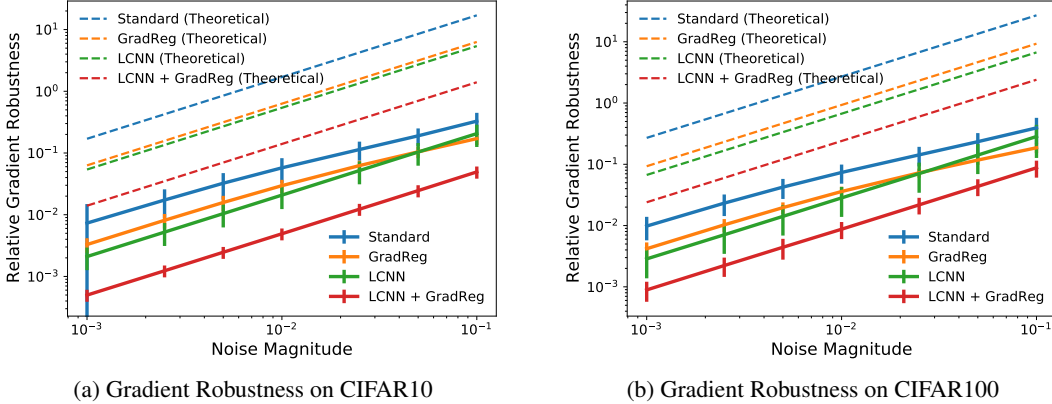 Relative Gradient Robustness
10^1
10^0
10^-1
10^-2
10^-3
Standard (Theoretical)
GradReg (Theoretical)
LCNN (Theoretical)
LCNN + GradReg (Theoretical)
Standard
GradReg
LCNN
LCNN + GradReg
10^-3
10^-2
10^-1
Noise Magnitude
(a) Gradient Robustness on CIFAR10
Relative Gradient Robustness
10^1
10^0
10^-1
10^-2
10^-3
Standard (Theoretical)
GradReg (Theoretical)
LCNN (Theoretical)
LCNN + GradReg (Theoretical)
Standard
GradReg
LCNN
LCNN + GradReg
10^-3
10^-2
10^-1
Noise Magnitude
(b) Gradient Robustness on CIFAR100